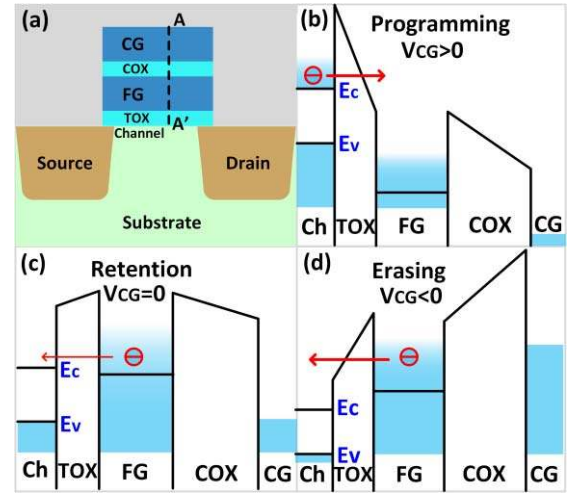 (a)
A
CG
COX
FG
TOX
Channel
A'
Source
Drain
Substrate
(b)
Programming
VCG>0
Ec
Ev
Ch
TOX
FG
COX
CG
(c)
Retention
VCG=0
Ec
Ev
Ch
TOX
FG
COX
CG
(d)
Erasing
VCG<0
Ec
Ev
Ch
TOX
FG
COX
CG